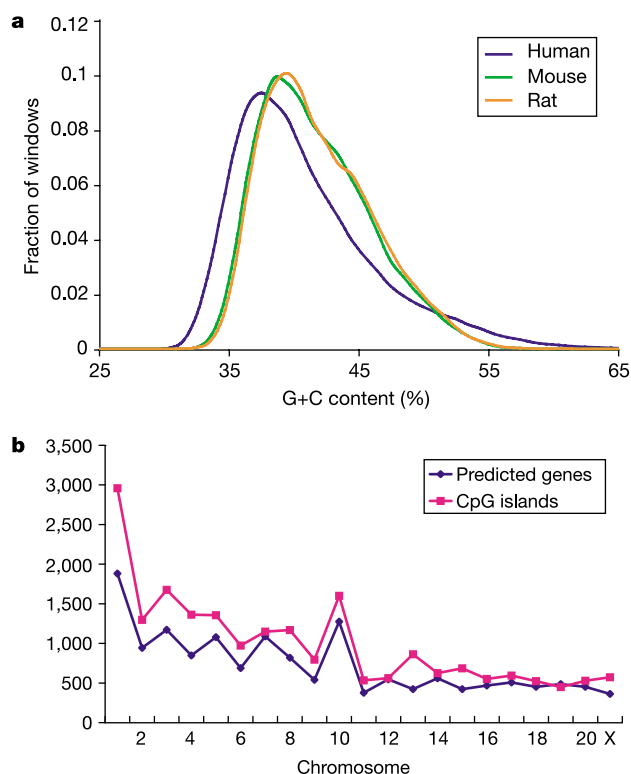 a
0.12
0.1
0.08
0.06
0.04
0.02
0
Fraction of windows
25 35 45 55 65
G+C content (%)
Human
Mouse
Rat
b
3,500
3,000
2,500
2,000
1,500
1,000
500
0
Predicted genes
CpG islands
2 4 6 8 10 12 14 16 18 20 X
Chromosome